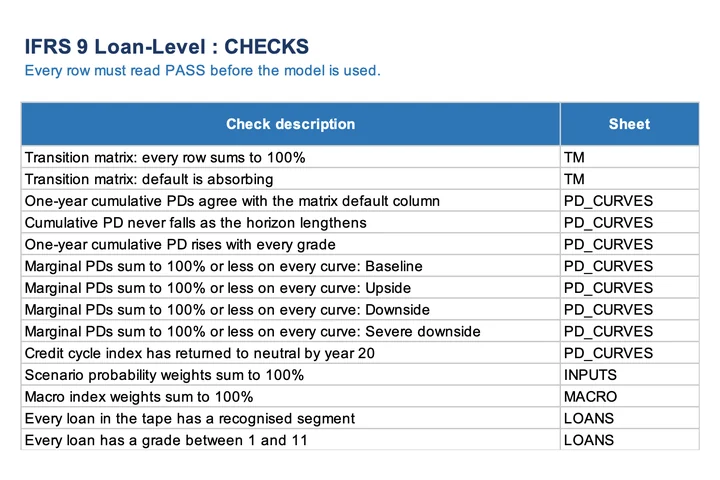 IFRS 9 Loan-Level : CHECKS
Every row must read PASS before the model is used.
Check description Sheet
Transition matrix: every row sums to 100% TM
Transition matrix: default is absorbing TM
One-year cumulative PDs agree with the matrix default column PD_CURVES
Cumulative PD never falls as the horizon lengthens PD_CURVES
One-year cumulative PD rises with every grade PD_CURVES
Marginal PDs sum to 100% or less on every curve: Baseline PD_CURVES
Marginal PDs sum to 100% or less on every curve: Upside PD_CURVES
Marginal PDs sum to 100% or less on every curve: Downside PD_CURVES
Marginal PDs sum to 100% or less on every curve: Severe downside PD_CURVES
Credit cycle index has returned to neutral by year 20 PD_CURVES
Scenario probability weights sum to 100% INPUTS
Macro index weights sum to 100% MACRO
Every loan in the tape has a recognised segment LOANS
Every loan has a grade between 1 and 11 LOANS